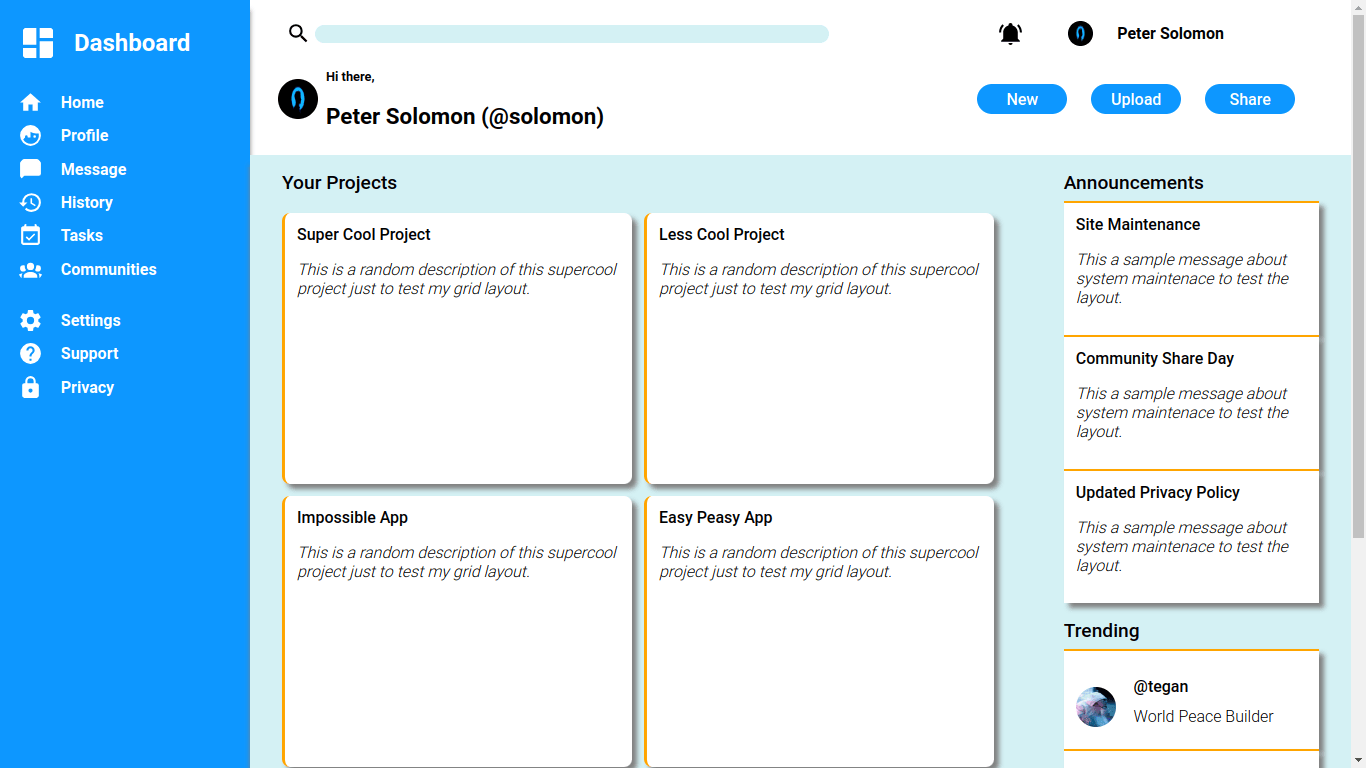 Dashboard
Home
Profile
Message
History
Tasks
Communities
Settings
Support
Privacy
Peter Solomon
Hi there,
Peter Solomon (@solomon)
New
Upload
Share
Your Projects
Super Cool Project
This is a random description of this supercool
project just to test my grid layout.
Less Cool Project
This is a random description of this supercool
project just to test my grid layout.
Impossible App
This is a random description of this supercool
project just to test my grid layout.
Easy Peasy App
This is a random description of this supercool
project just to test my grid layout.
Announcements
Site Maintenance
This a sample message about
system maintenace to test the
layout.
Community Share Day
This a sample message about
system maintenace to test the
layout.
Updated Privacy Policy
This a sample message about
system maintenace to test the
layout.
Trending
@tegan
World Peace Builder